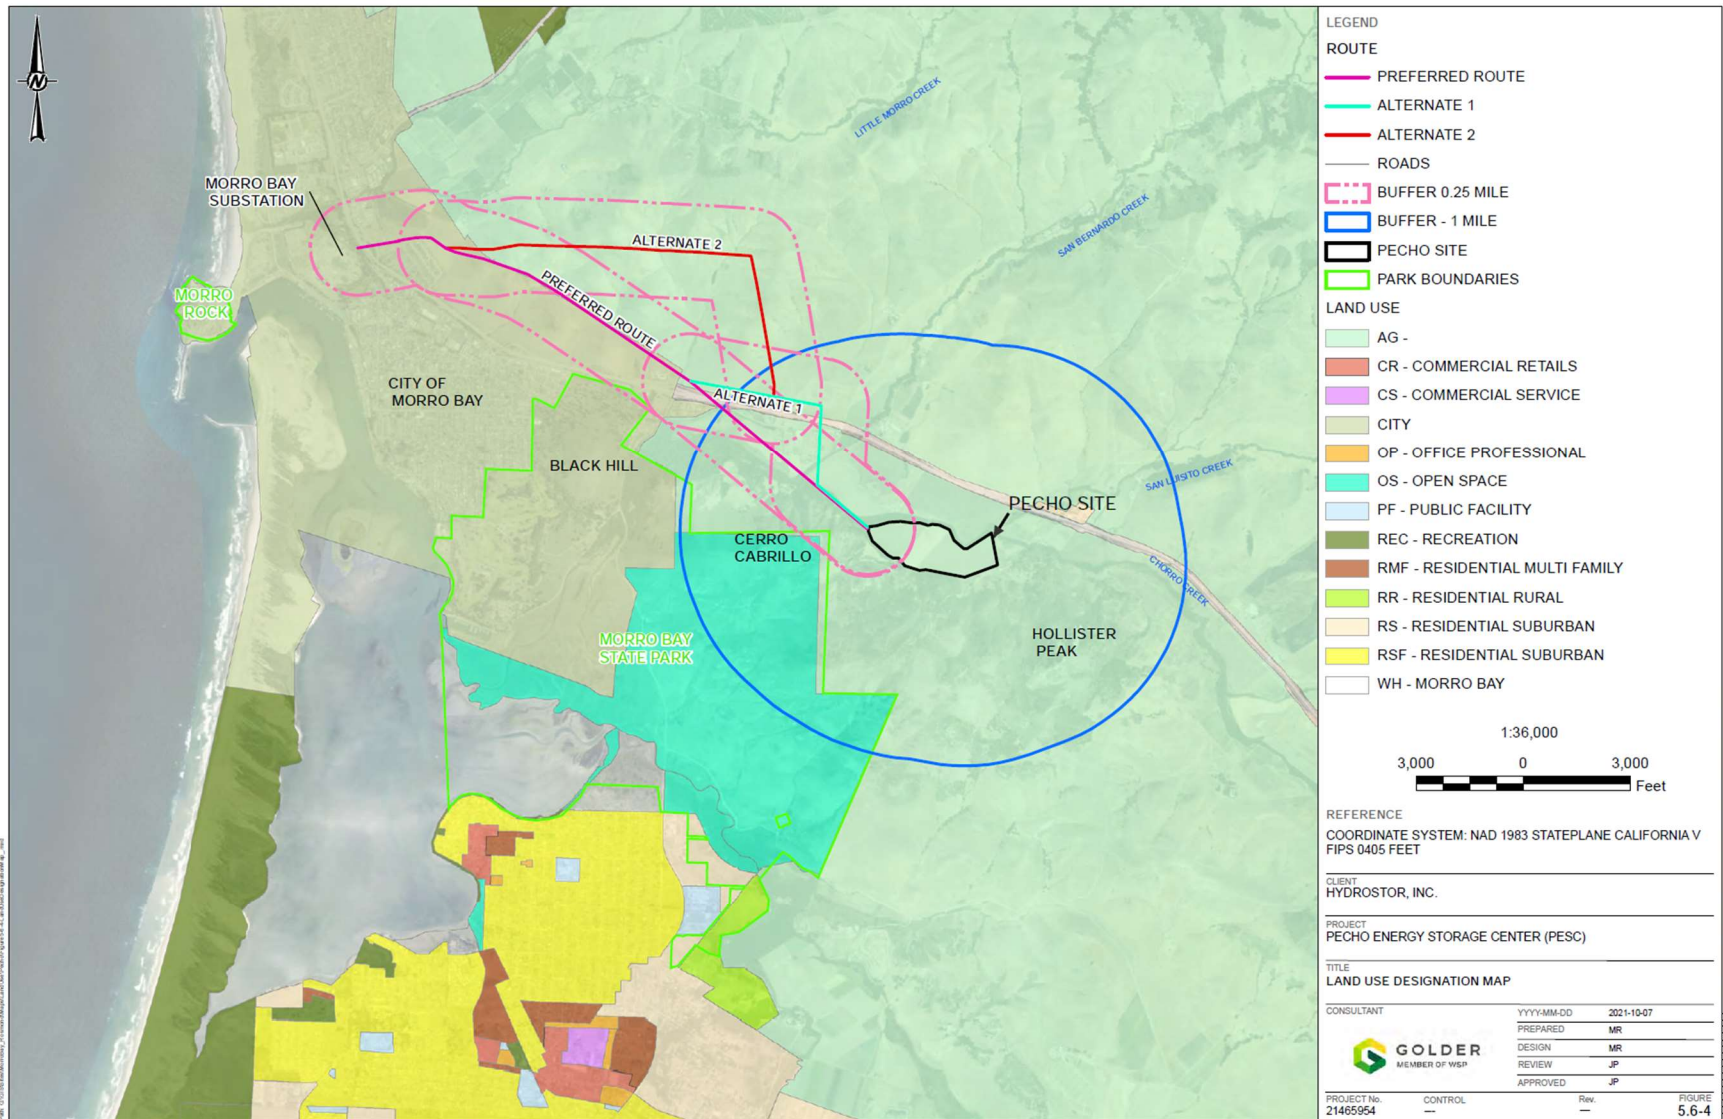 N
LITTLE MORRO CREEK
MORRO BAY
SUBSTATION
SAN BERNARDO CREEK
ALTERNATE 2
PREFERRED ROUTE
MORRO
ROCK
CITY OF
MORRO BAY
ALTERNATE 1
BLACK HILL
SAN LUISITO CREEK
PECHO SITE
CERRO
CABRILLO
CHORRO CREEK
MORRO BAY
STATE PARK
HOLLISTER
PEAK
LEGEND
ROUTE
PREFERRED ROUTE
ALTERNATE 1
ALTERNATE 2
ROADS
BUFFER 0.25 MILE
BUFFER - 1 MILE
PECHO SITE
PARK BOUNDARIES
LAND USE
AG -
CR - COMMERCIAL RETAILS
CS - COMMERCIAL SERVICE
CITY
OP - OFFICE PROFESSIONAL
OS - OPEN SPACE
PF - PUBLIC FACILITY
REC - RECREATION
RMF - RESIDENTIAL MULTI FAMILY
RR - RESIDENTIAL RURAL
RS - RESIDENTIAL SUBURBAN
RSF - RESIDENTIAL SUBURBAN
WH - MORRO BAY
1:36,000
3,000 0 3,000
Feet
REFERENCE
COORDINATE SYSTEM: NAD 1983 STATEPLANE CALIFORNIA V
FIPS 0405 FEET
CLIENT
HYDROSTOR, INC.
PROJECT
PECHO ENERGY STORAGE CENTER (PESC)
TITLE
LAND USE DESIGNATION MAP
CONSULTANT
GOLDER
MEMBER OF WSP
YYYY-MM-DD 2021-10-07
PREPARED MR
DESIGN MR
REVIEW JP
APPROVED JP
PROJECT No. CONTROL Rev. FIGURE
21465954 --- --- 5.6-4